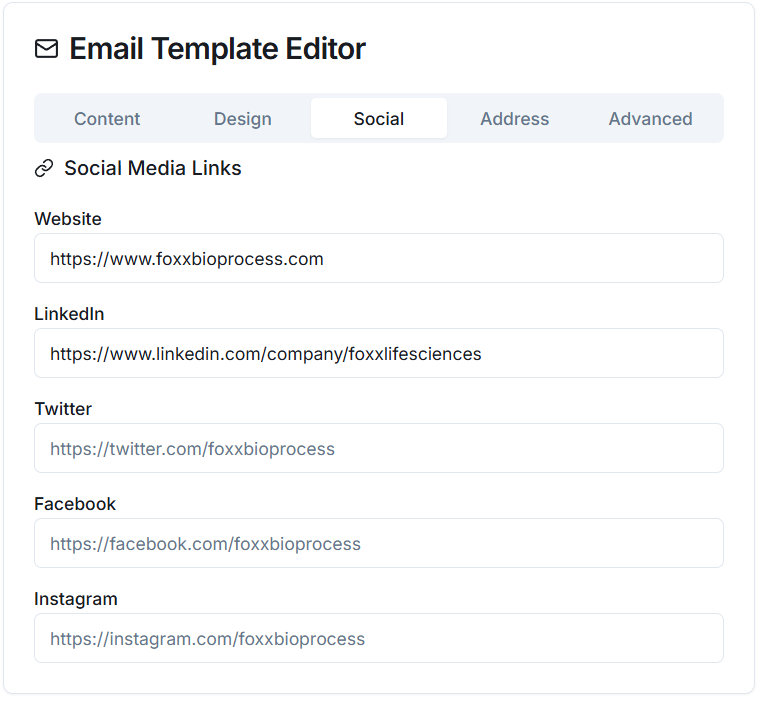 Email Template Editor
Content Design Social Address Advanced
Social Media Links
Website
https://www.foxxbioprocess.com
LinkedIn
https://www.linkedin.com/company/foxxlifesciences
Twitter
https://twitter.com/foxxbioprocess
Facebook
https://facebook.com/foxxbioprocess
Instagram
https://instagram.com/foxxbioprocess